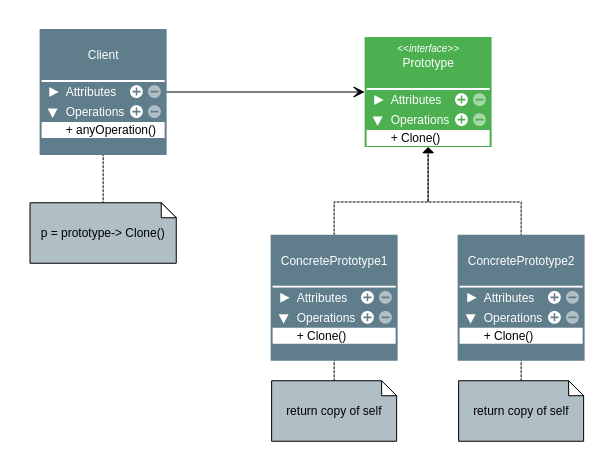 Client
Attributes
Operations
+ anyOperation()
p = prototype-> Clone()
<<interface>>
Prototype
Attributes
Operations
+ Clone()
ConcretePrototype1
Attributes
Operations
+ Clone()
return copy of self
ConcretePrototype2
Attributes
Operations
+ Clone()
return copy of self